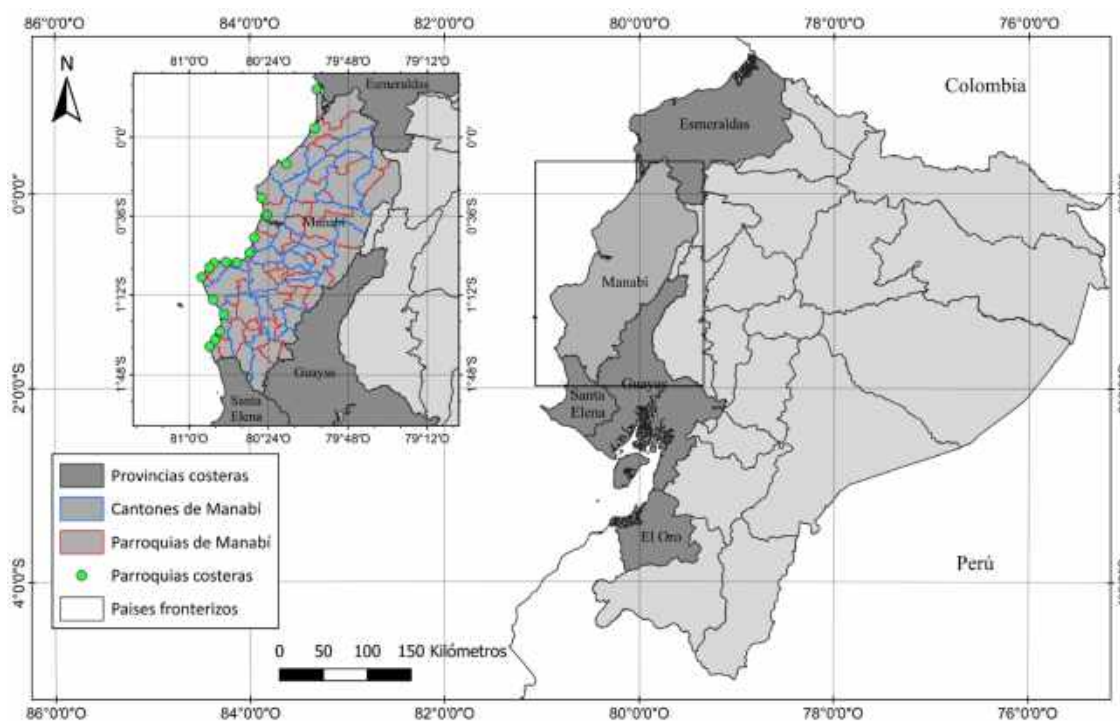 86°0'0"O 84°0'0"O 82°0'0"O 80°0'0"O 78°0'0"O 76°0'0"O
N
81°0'O 80°24'O 79°48'O 79°12'O
Esmeraldas
0°0'
0°36'S
Manabí
1°12'S
1°48'S
Guayas
Santa
Elena
81°0'O 80°24'O 79°48'O 79°12'O
Colombia
Esmeraldas
0°0'0"
Manabí
Guayas
Santa
Elena
2°0'0"S
El Oro
Perú
4°0'0"S
Provincias costeras
Cantones de Manabí
Parroquias de Manabí
Parroquias costeras
Paises fronterizos
0 50 100 150 Kilómetros
86°0'0"O 84°0'0"O 82°0'0"O 80°0'0"O 78°0'0"O 76°0'0"O